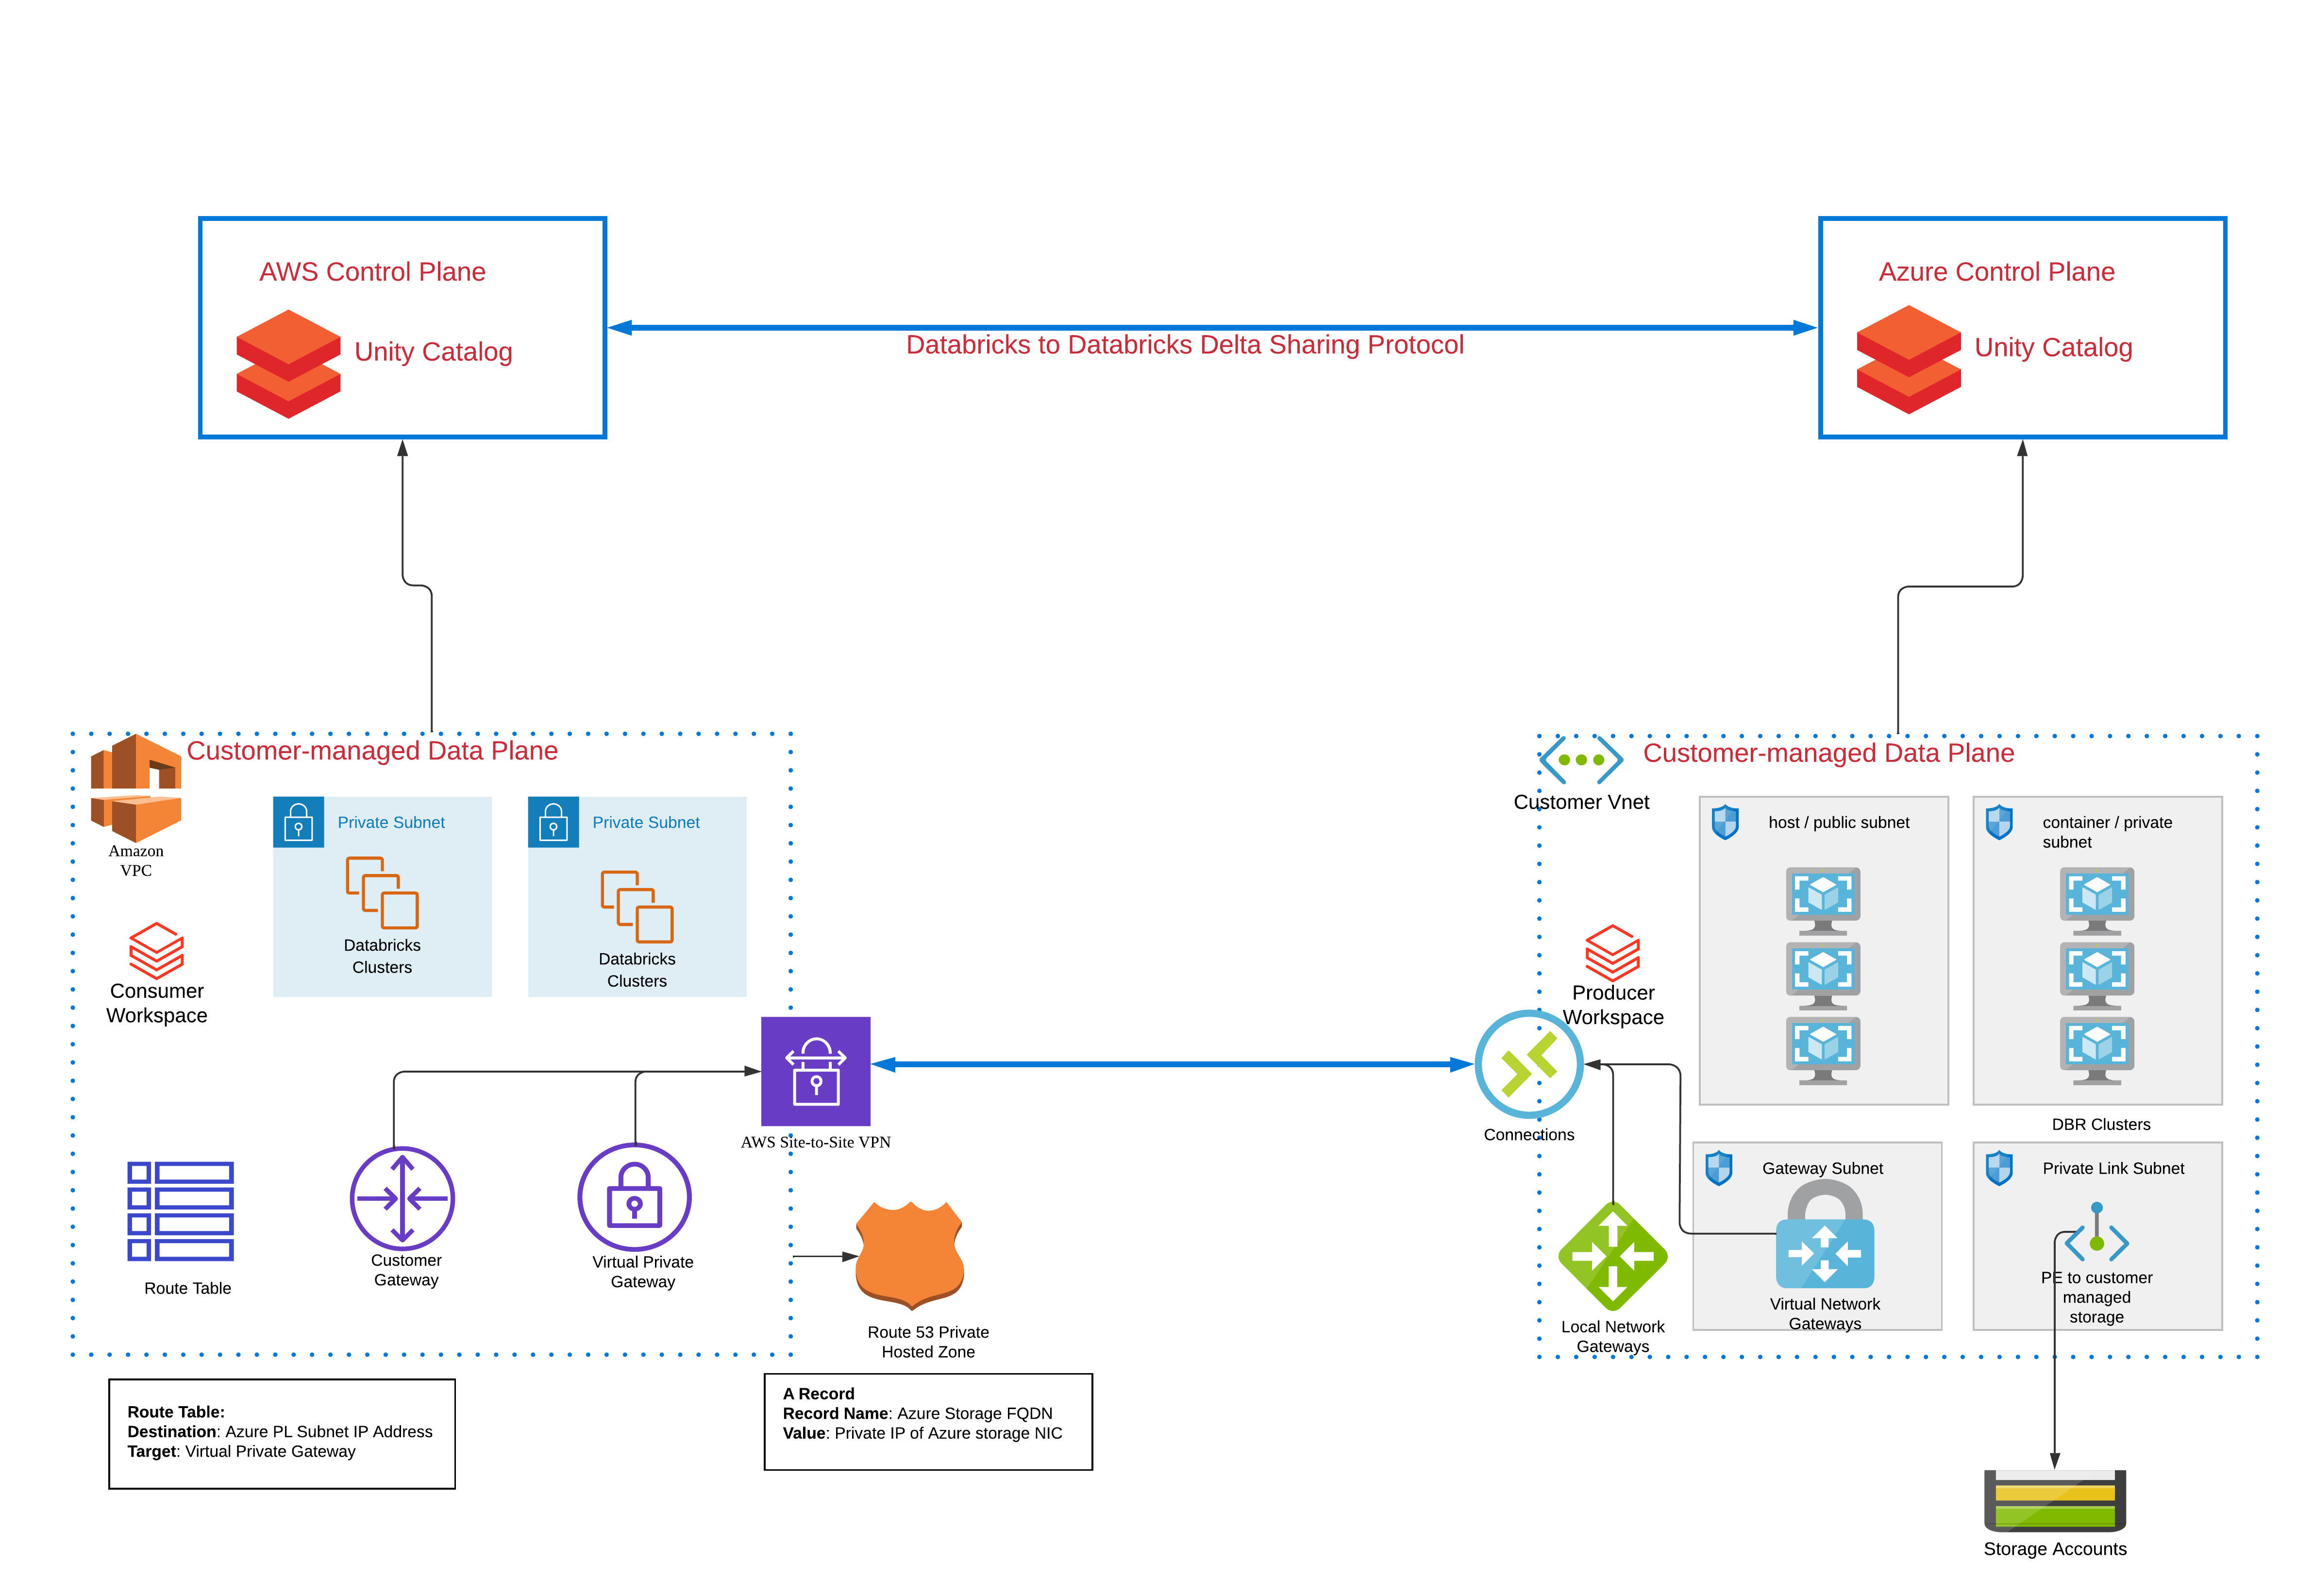 AWS Control Plane
Unity Catalog
Databricks to Databricks Delta Sharing Protocol
Azure Control Plane
Unity Catalog
Customer-managed Data Plane
Amazon
VPC
Private Subnet
Databricks
Clusters
Private Subnet
Databricks
Clusters
Consumer
Workspace
AWS Site-to-Site VPN
Route Table
Customer
Gateway
Virtual Private
Gateway
Route 53 Private
Hosted Zone
Route Table:
Destination: Azure PL Subnet IP Address
Target: Virtual Private Gateway
A Record
Record Name: Azure Storage FQDN
Value: Private IP of Azure storage NIC
Customer-managed Data Plane
Customer Vnet
host / public subnet
container / private
subnet
Producer
Workspace
Connections
DBR Clusters
Gateway Subnet
Virtual Network
Gateways
Private Link Subnet
PE to customer
managed
storage
Local Network
Gateways
Storage Accounts